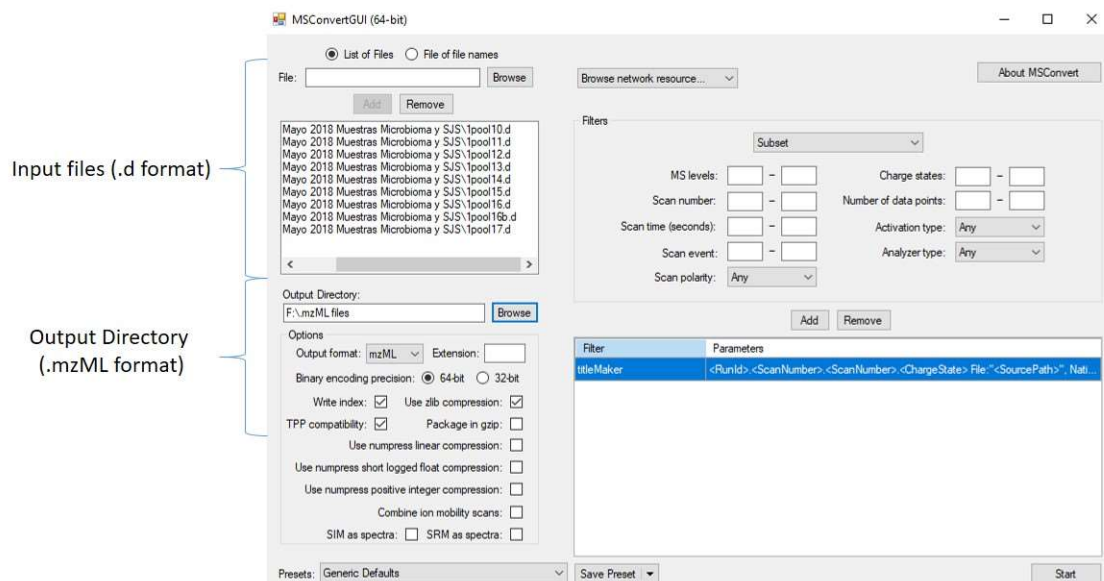 MSConvertGUI (64-bit)
List of Files File of file names
File: Browse
Add Remove
Mayo 2018 Muestras Microbioma y SJS\1pool10.d
Mayo 2018 Muestras Microbioma y SJS\1pool11.d
Mayo 2018 Muestras Microbioma y SJS\1pool12.d
Mayo 2018 Muestras Microbioma y SJS\1pool13.d
Mayo 2018 Muestras Microbioma y SJS\1pool14.d
Mayo 2018 Muestras Microbioma y SJS\1pool15.d
Mayo 2018 Muestras Microbioma y SJS\1pool16.d
Mayo 2018 Muestras Microbioma y SJS\1pool16b.d
Mayo 2018 Muestras Microbioma y SJS\1pool17.d
Input files (.d format)
Output Directory
(.mzML format)
Output Directory:
F:\.mzML files Browse
Options
Output format: mzML Extension:
Binary encoding precision: 64-bit 32-bit
Write index: Use zlib compression:
TPP compatibility: Package in gzip:
Use numpress linear compression:
Use numpress short logged float compression:
Use numpress positive integer compression:
Combine ion mobility scans:
SIM as spectra: SRM as spectra:
Presets: Generic Defaults
Browse network resource... About MSConvert
Filters
Subset
MS levels: - Charge states: -
Scan number: - Number of data points: -
Scan time (seconds): - Activation type: Any
Scan event: - Analyzer type: Any
Scan polarity: Any
Add Remove
Filter Parameters
titleMaker <RunId>.<ScanNumber>.<ScanNumber>.<ChargeState> File:"<SourcePath>", Nati...
Save Preset Start